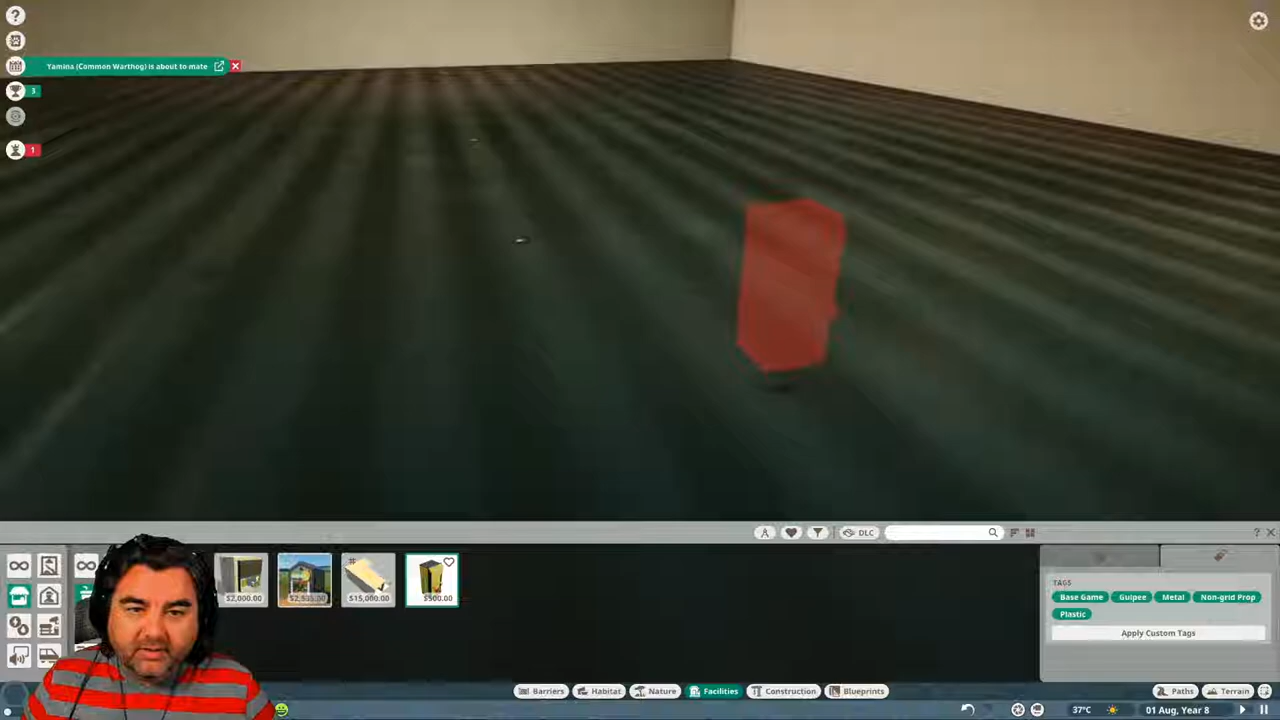 ?
Yamina (Common Warthog) is about to mate
3
1
DLC
?
$2,000.00
$15,000.00
$500.00
TAGS
Base Game
Gulpee
Metal
Non-grid Prop
Plastic
Apply Custom Tags
Barriers
Habitat
Nature
Facilities
Construction
Blueprints
Paths
Terrain
37°C
01 Aug, Year 8